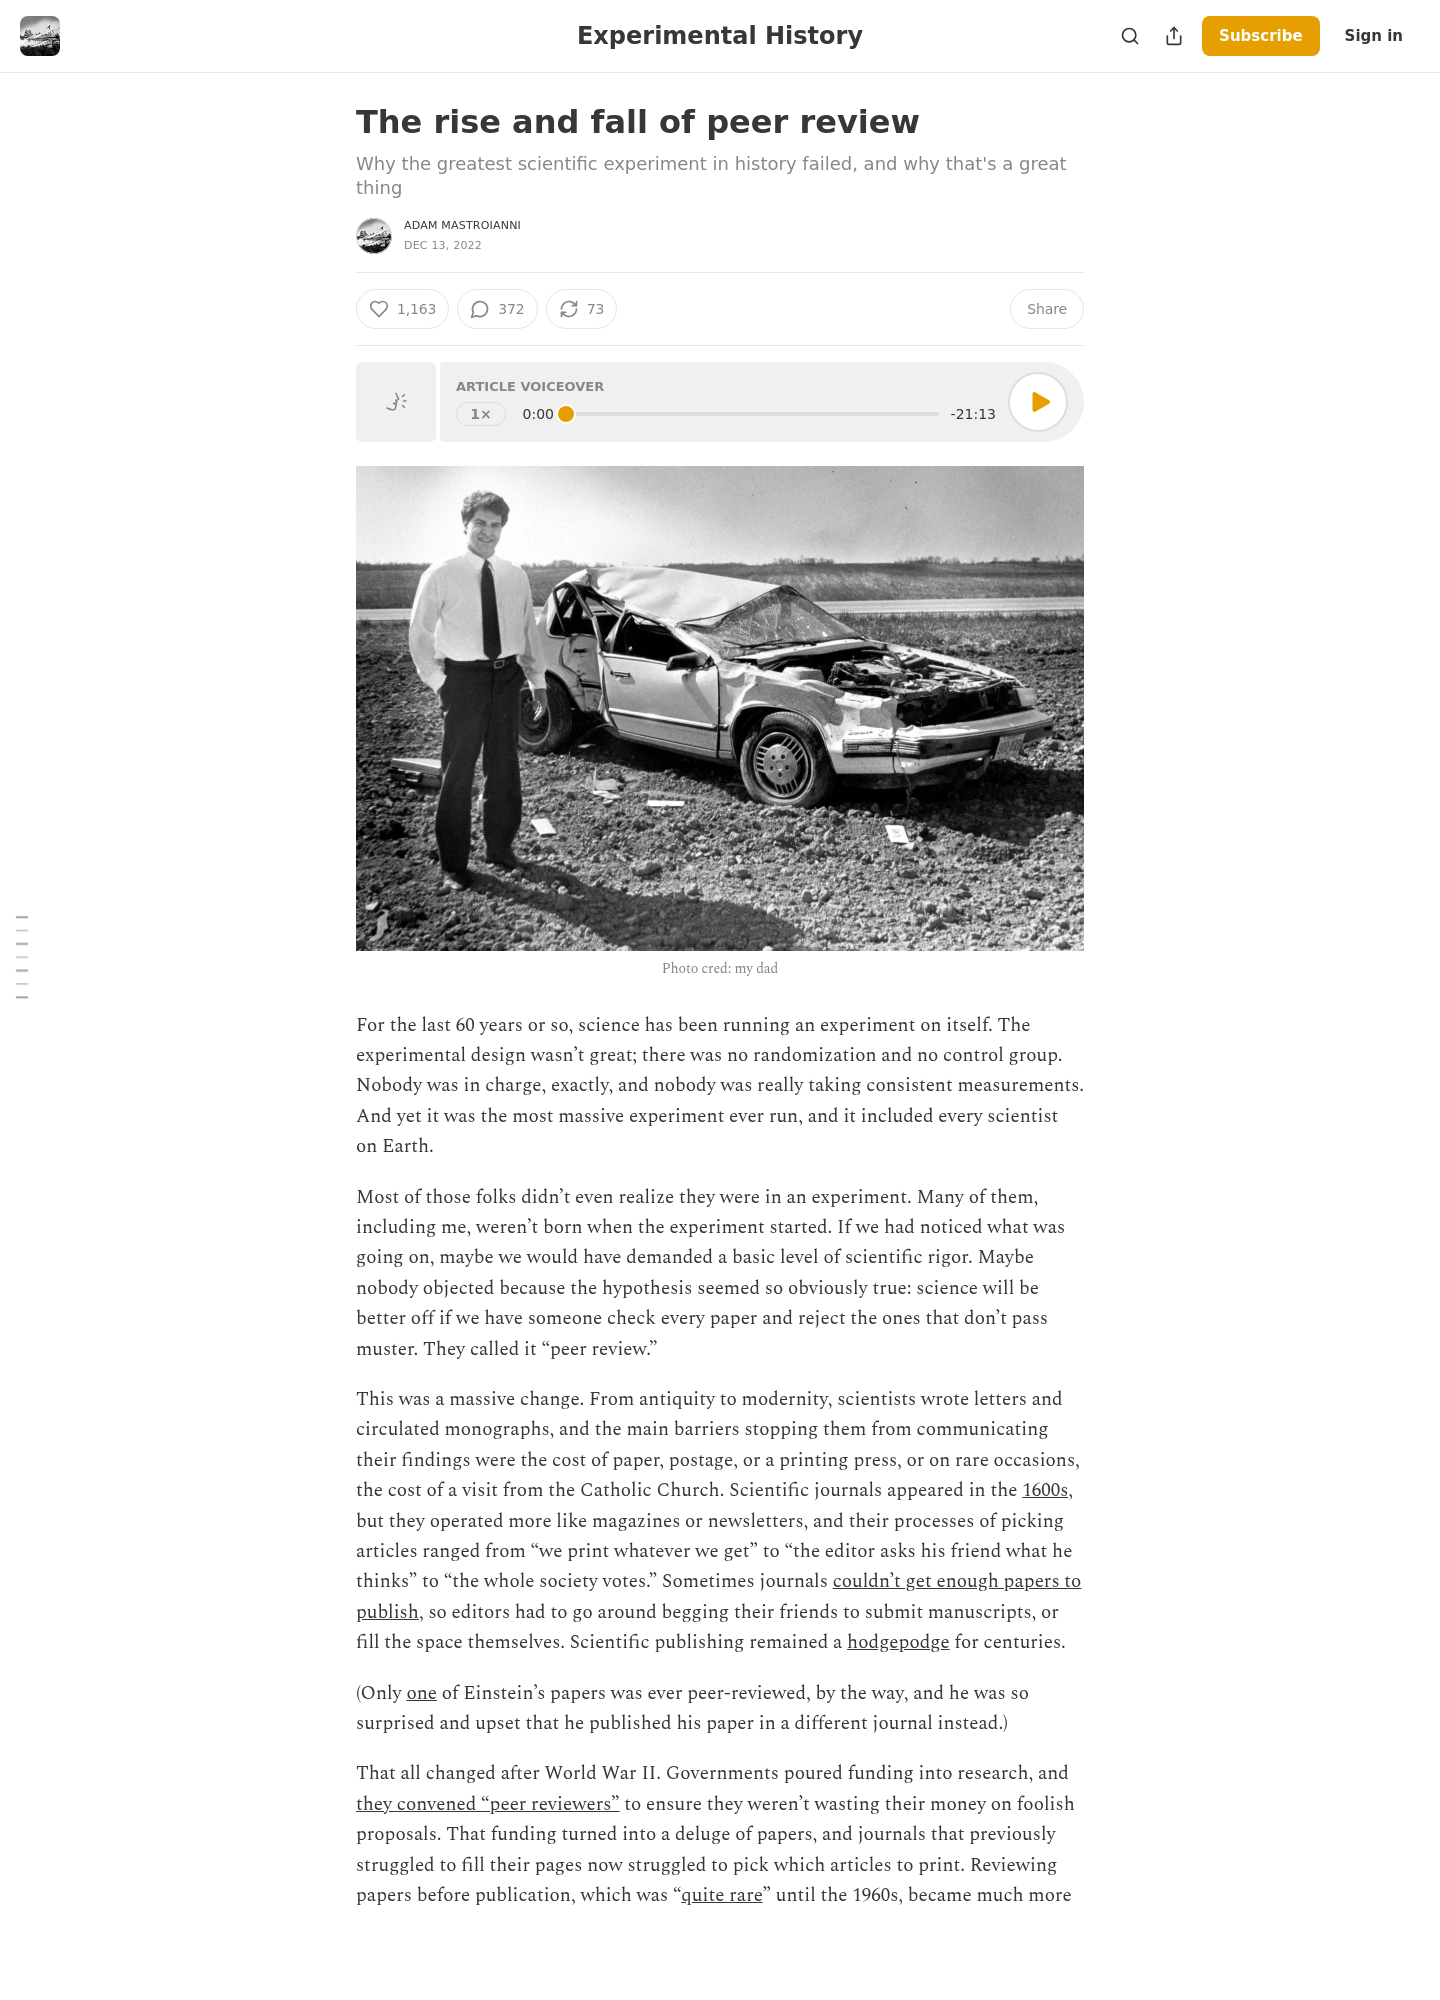 Experimental History
Subscribe
Sign in
The rise and fall of peer review
Why the greatest scientific experiment in history failed, and why that's a great
thing
ADAM MASTROIANNI
DEC 13, 2022
1,163
372
73
Share
ARTICLE VOICEOVER
1×
0:00
-21:13
Photo cred: my dad
For the last 60 years or so, science has been running an experiment on itself. The
experimental design wasn’t great; there was no randomization and no control group.
Nobody was in charge, exactly, and nobody was really taking consistent measurements.
And yet it was the most massive experiment ever run, and it included every scientist
on Earth.
Most of those folks didn’t even realize they were in an experiment. Many of them,
including me, weren’t born when the experiment started. If we had noticed what was
going on, maybe we would have demanded a basic level of scientific rigor. Maybe
nobody objected because the hypothesis seemed so obviously true: science will be
better off if we have someone check every paper and reject the ones that don’t pass
muster. They called it “peer review.”
This was a massive change. From antiquity to modernity, scientists wrote letters and
circulated monographs, and the main barriers stopping them from communicating
their findings were the cost of paper, postage, or a printing press, or on rare occasions,
the cost of a visit from the Catholic Church. Scientific journals appeared in the 1600s,
but they operated more like magazines or newsletters, and their processes of picking
articles ranged from “we print whatever we get” to “the editor asks his friend what he
thinks” to “the whole society votes.” Sometimes journals couldn’t get enough papers to
publish, so editors had to go around begging their friends to submit manuscripts, or
fill the space themselves. Scientific publishing remained a hodgepodge for centuries.
(Only one of Einstein’s papers was ever peer-reviewed, by the way, and he was so
surprised and upset that he published his paper in a different journal instead.)
That all changed after World War II. Governments poured funding into research, and
they convened “peer reviewers” to ensure they weren’t wasting their money on foolish
proposals. That funding turned into a deluge of papers, and journals that previously
struggled to fill their pages now struggled to pick which articles to print. Reviewing
papers before publication, which was “quite rare” until the 1960s, became much more